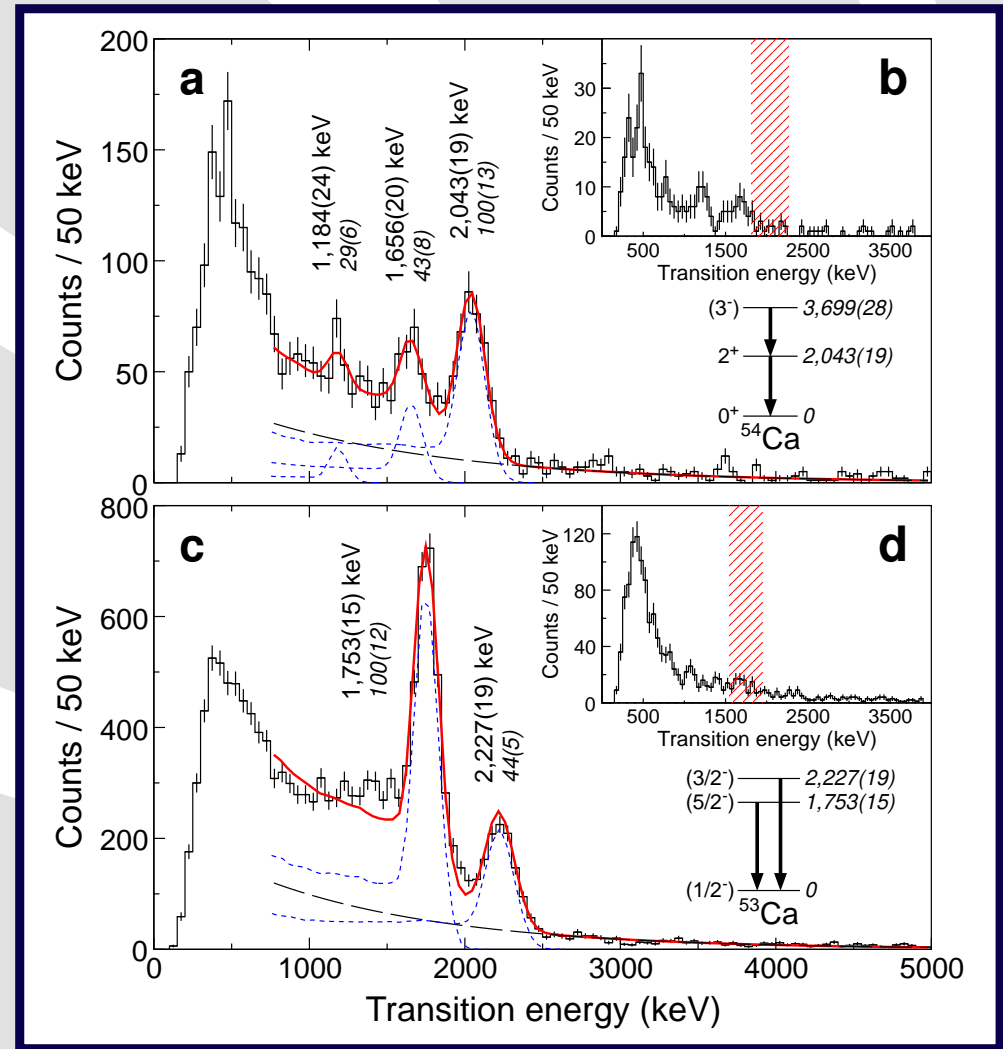 a
Counts / 50 keV
200
150
100
50
0
1,184(24) keV
29(6)
1,656(20) keV
43(8)
2,043(19) keV
100(13)
b
Counts / 50 keV
30
20
10
0
500 1500 2500 3500
Transition energy (keV)
(3⁻) 3,699(28)
2⁺ 2,043(19)
0⁺ 0
⁵⁴Ca
c
Counts / 50 keV
800
600
400
200
0
1,753(15) keV
100(12)
2,227(19) keV
44(5)
d
Counts / 50 keV
120
80
40
0
500 1500 2500 3500
Transition energy (keV)
(3/2⁻) 2,227(19)
(5/2⁻) 1,753(15)
(1/2⁻) 0
⁵³Ca
0 1000 2000 3000 4000 5000
Transition energy (keV)